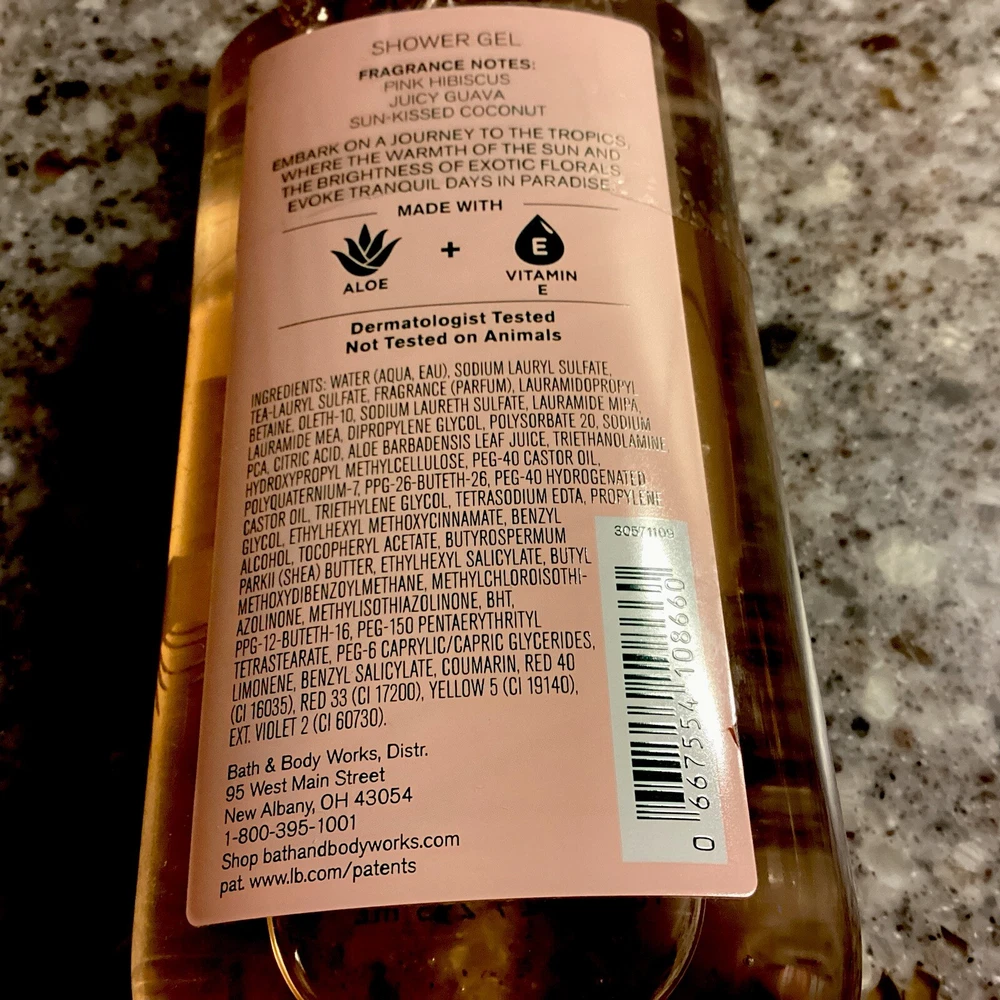 SHOWER GEL
FRAGRANCE NOTES:
PINK HIBISCUS
JUICY GUAVA
SUN-KISSED COCONUT
EMBARK ON A JOURNEY TO THE TROPICS,
WHERE THE WARMTH OF THE SUN AND
THE BRIGHTNESS OF EXOTIC FLORALS
EVOKE TRANQUIL DAYS IN PARADISE.
MADE WITH
ALOE
+
E
VITAMIN
E
Dermatologist Tested
Not Tested on Animals
INGREDIENTS: WATER (AQUA, EAU), SODIUM LAURYL SULFATE,
TEA-LAURYL SULFATE, FRAGRANCE (PARFUM), LAURAMIDOPROPYL
BETAINE, OLETH-10, SODIUM LAURETH SULFATE, LAURAMIDE MIPA,
LAURAMIDE MEA, DIPROPYLENE GLYCOL, POLYSORBATE 20, SODIUM
PCA, CITRIC ACID, ALOE BARBADENSIS LEAF JUICE, TRIETHANOLAMINE
HYDROXYPROPYL METHYLCELLULOSE, PEG-40 CASTOR OIL,
POLYQUATERNIUM-7, PPG-26-BUTETH-26, PEG-40 HYDROGENATED
CASTOR OIL, TRIETHYLENE GLYCOL, TETRASODIUM EDTA, PROPYLENE
GLYCOL, ETHYLHEXYL METHOXYCINNAMATE, BENZYL
ALCOHOL, TOCOPHERYL ACETATE, BUTYROSPERMUM
PARKII (SHEA) BUTTER, ETHYLHEXYL SALICYLATE, BUTYL
METHOXYDIBENZOYLMETHANE, METHYLCHLOROISOTHI-
AZOLINONE, METHYLISOTHIAZOLINONE, BHT,
PPG-12-BUTETH-16, PEG-150 PENTAERYTHRITYL
TETRASTEARATE, PEG-6 CAPRYLIC/CAPRIC GLYCERIDES,
LIMONENE, BENZYL SALICYLATE, COUMARIN, RED 40
(CI 16035), RED 33 (CI 17200), YELLOW 5 (CI 19140),
EXT. VIOLET 2 (CI 60730).
30571109
0 667554 108660
Bath & Body Works, Distr.
95 West Main Street
New Albany, OH 43054
1-800-395-1001
Shop bathandbodyworks.com
pat. www.lb.com/patents